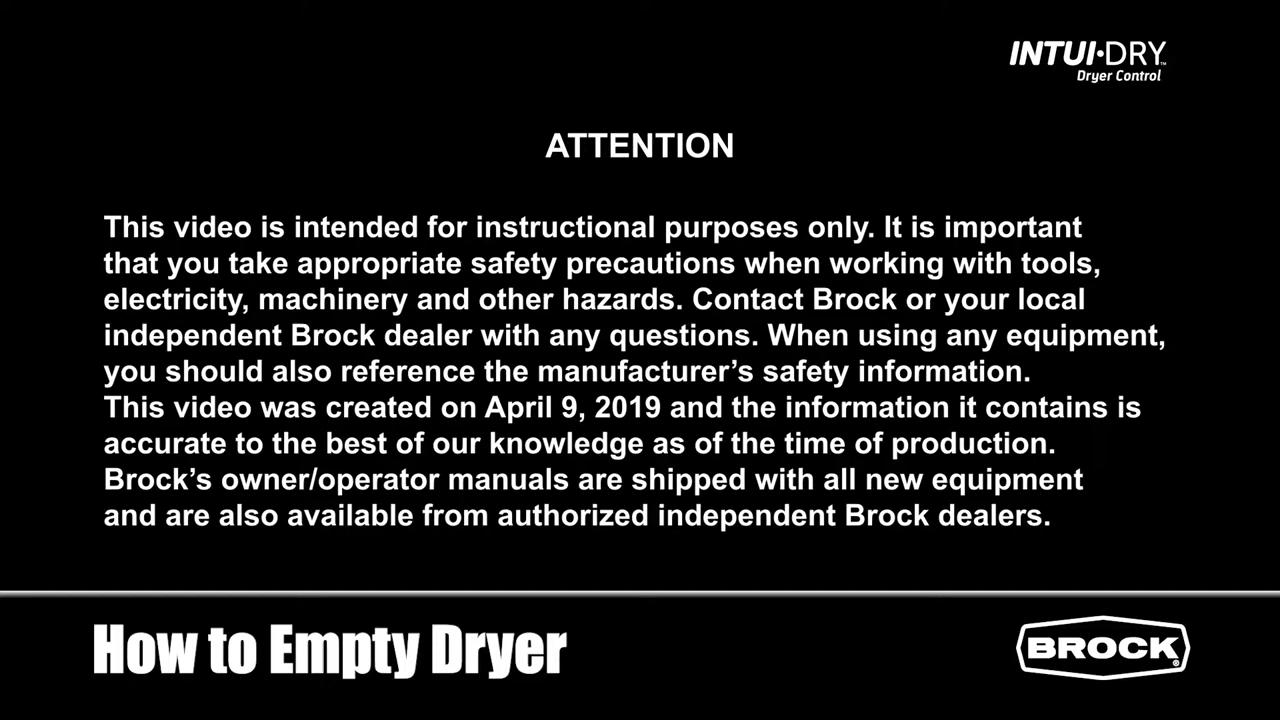 INTUI•DRY™
Dryer Control
ATTENTION
This video is intended for instructional purposes only. It is important
that you take appropriate safety precautions when working with tools,
electricity, machinery and other hazards. Contact Brock or your local
independent Brock dealer with any questions. When using any equipment,
you should also reference the manufacturer’s safety information.
This video was created on April 9, 2019 and the information it contains is
accurate to the best of our knowledge as of the time of production.
Brock’s owner/operator manuals are shipped with all new equipment
and are also available from authorized independent Brock dealers.
How to Empty Dryer
BROCK®